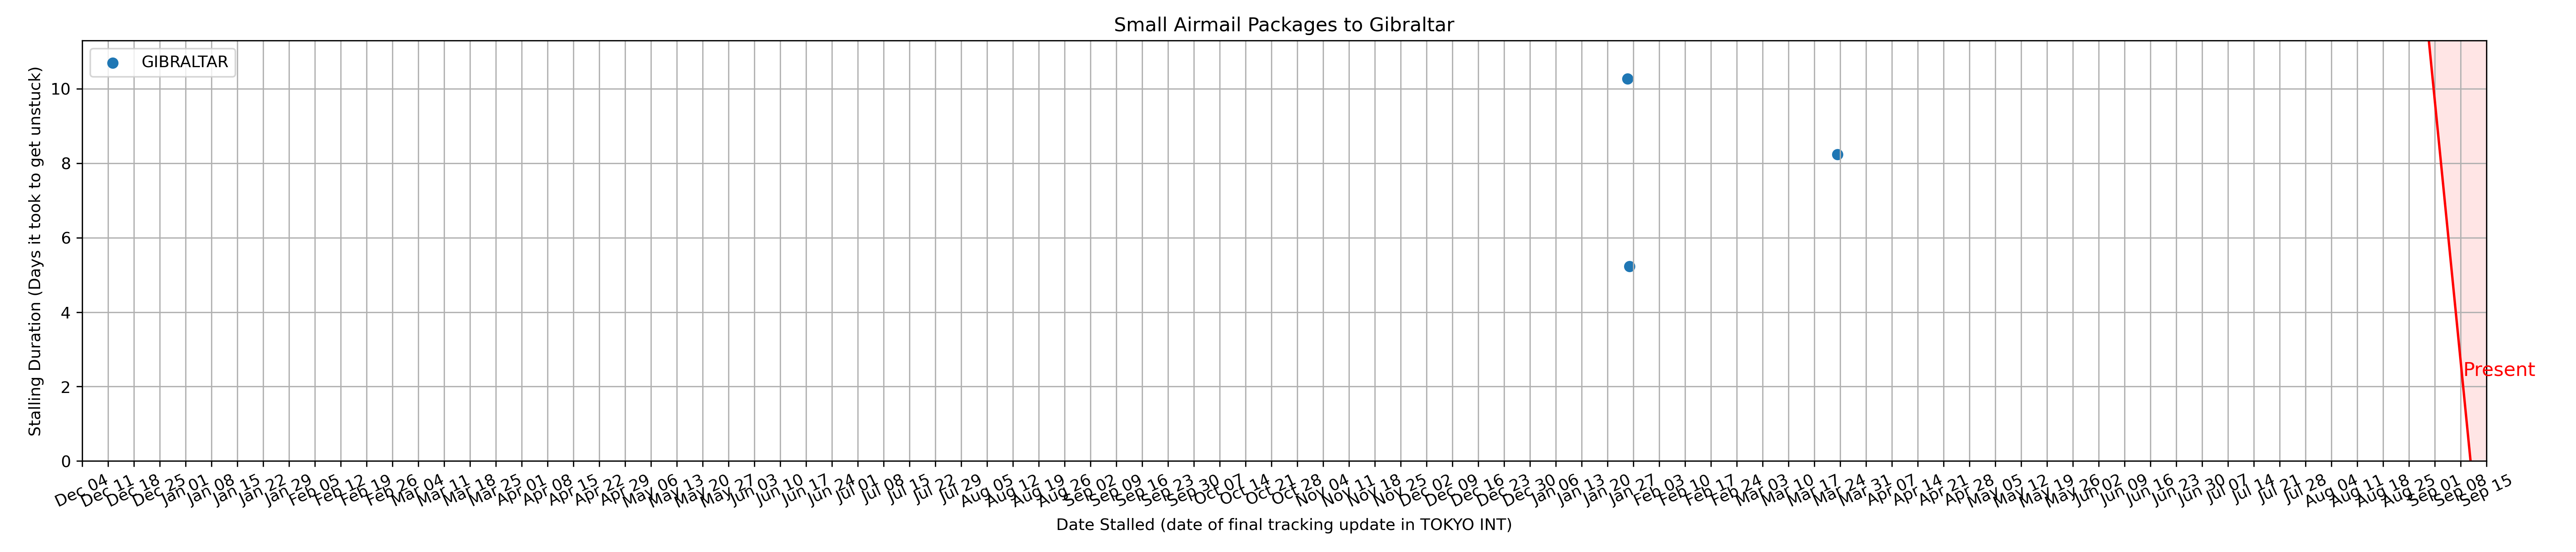 Small Airmail Packages to Gibraltar
GIBRALTAR
Stalling Duration (Days it took to get unstuck)
10
8
6
4
2
0
Present
Dec 04 Dec 11 Dec 18 Dec 25 Jan 01 Jan 08 Jan 15 Jan 22 Jan 29 Feb 05 Feb 12 Feb 19 Feb 26 Mar 04 Mar 11 Mar 18 Mar 25 Apr 01 Apr 08 Apr 15 Apr 22 Apr 29 May 06 May 13 May 20 May 27 Jun 03 Jun 10 Jun 17 Jun 24 Jul 01 Jul 08 Jul 15 Jul 22 Jul 29 Aug 05 Aug 12 Aug 19 Aug 26 Sep 02 Sep 09 Sep 16 Sep 23 Sep 30 Oct 07 Oct 14 Oct 21 Oct 28 Nov 04 Nov 11 Nov 18 Nov 25 Dec 02 Dec 09 Dec 16 Dec 23 Dec 30 Jan 06 Jan 13 Jan 20 Jan 27 Feb 03 Feb 10 Feb 17 Feb 24 Mar 03 Mar 10 Mar 17 Mar 24 Mar 31 Apr 07 Apr 14 Apr 21 Apr 28 May 05 May 12 May 19 May 26 Jun 02 Jun 09 Jun 16 Jun 23 Jun 30 Jul 07 Jul 14 Jul 21 Jul 28 Aug 04 Aug 11 Aug 18 Aug 25 Sep 01 Sep 08 Sep 15
Date Stalled (date of final tracking update in TOKYO INT)